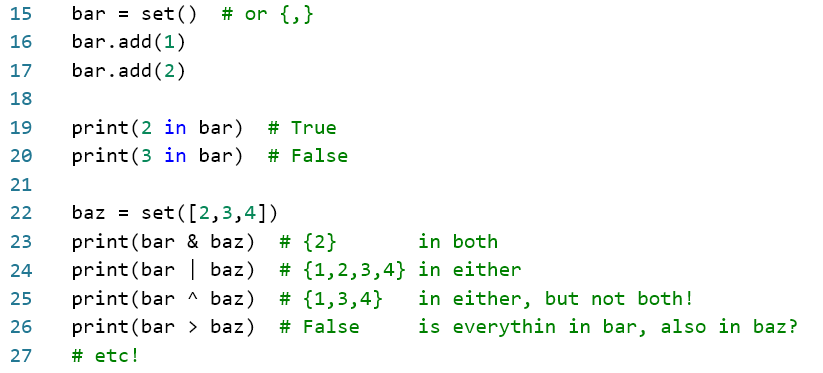 15 bar = set()  # or {,}
16 bar.add(1)
17 bar.add(2)
18
19 print(2 in bar)  # True
20 print(3 in bar)  # False
21
22 baz = set([2,3,4])
23 print(bar & baz)  # {2}       in both
24 print(bar | baz)  # {1,2,3,4} in either
25 print(bar ^ baz)  # {1,3,4}   in either, but not both!
26 print(bar > baz)  # False     is everythin in bar, also in baz?
27 # etc!